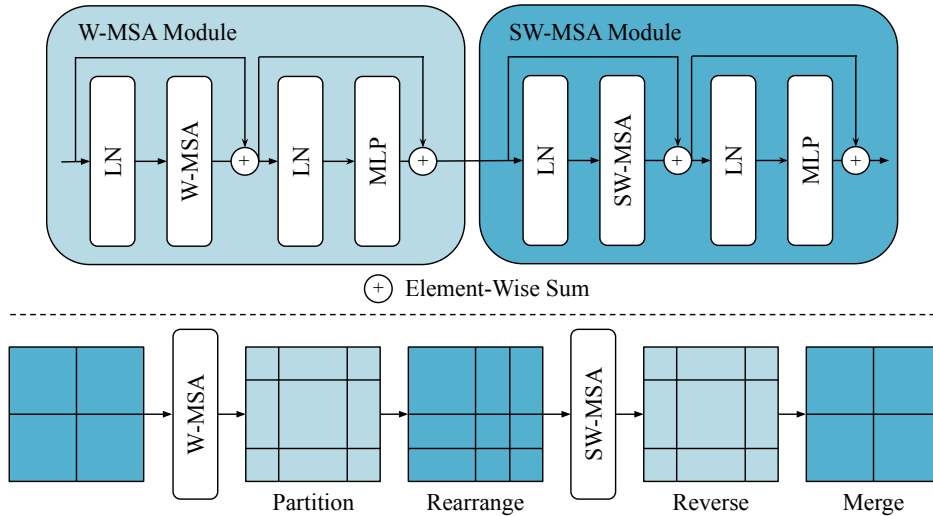 W-MSA Module
SW-MSA Module
LN
W-MSA
+
LN
MLP
+
LN
SW-MSA
+
LN
MLP
+
+ Element-Wise Sum
W-MSA
SW-MSA
Partition
Rearrange
Reverse
Merge